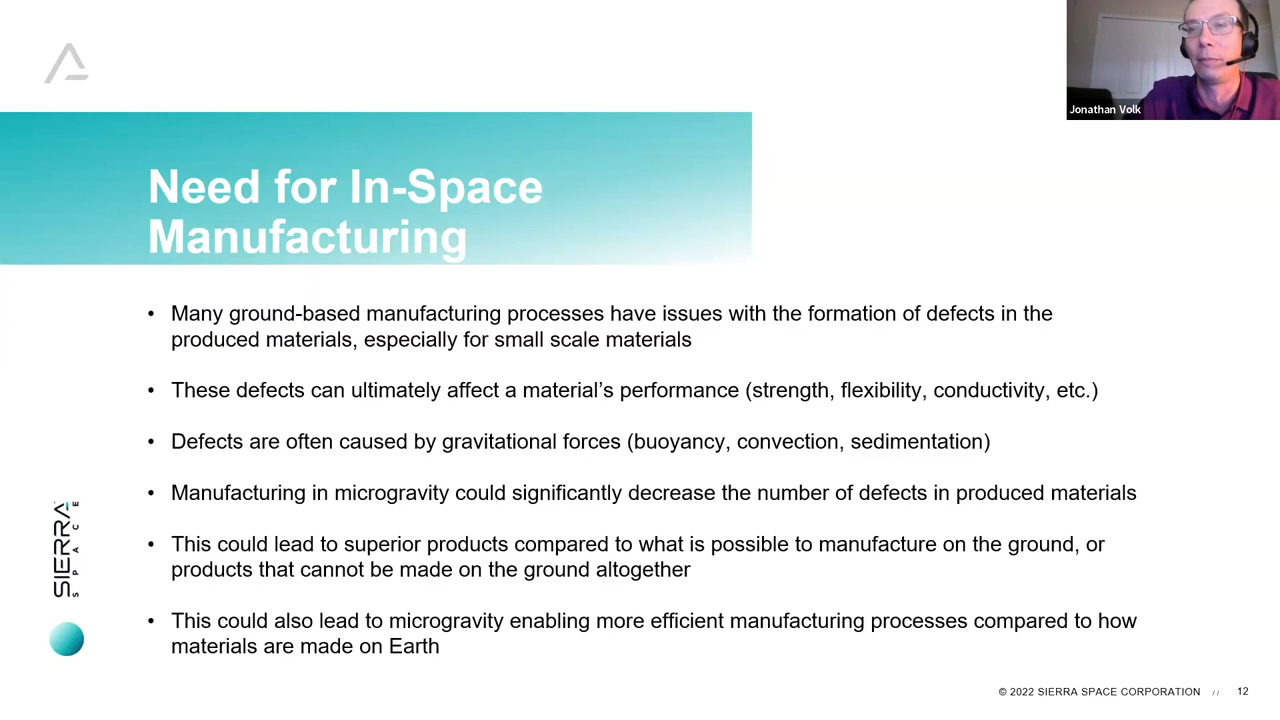 Jonathan Volk
Need for In-Space
Manufacturing
• Many ground-based manufacturing processes have issues with the formation of defects in the
produced materials, especially for small scale materials
• These defects can ultimately affect a material’s performance (strength, flexibility, conductivity, etc.)
• Defects are often caused by gravitational forces (buoyancy, convection, sedimentation)
• Manufacturing in microgravity could significantly decrease the number of defects in produced materials
• This could lead to superior products compared to what is possible to manufacture on the ground, or
products that cannot be made on the ground altogether
• This could also lead to microgravity enabling more efficient manufacturing processes compared to how
materials are made on Earth
SIERRA
SPACE
© 2022 SIERRA SPACE CORPORATION // 12